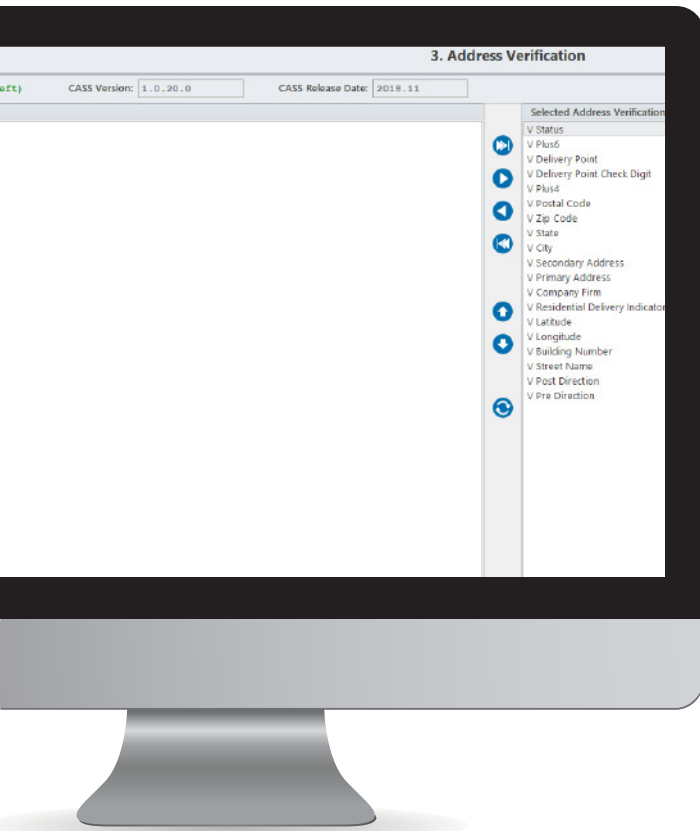 3. Address Verification
eft) CASS Version: 1.0.20.0 CASS Release Date: 2018.11
Selected Address Verification
V Status
V Plus6
V Delivery Point
V Delivery Point Check Digit
V Plus4
V Postal Code
V Zip Code
V State
V City
V Secondary Address
V Primary Address
V Company Firm
V Residential Delivery Indicator
V Latitude
V Longitude
V Building Number
V Street Name
V Post Direction
V Pre Direction